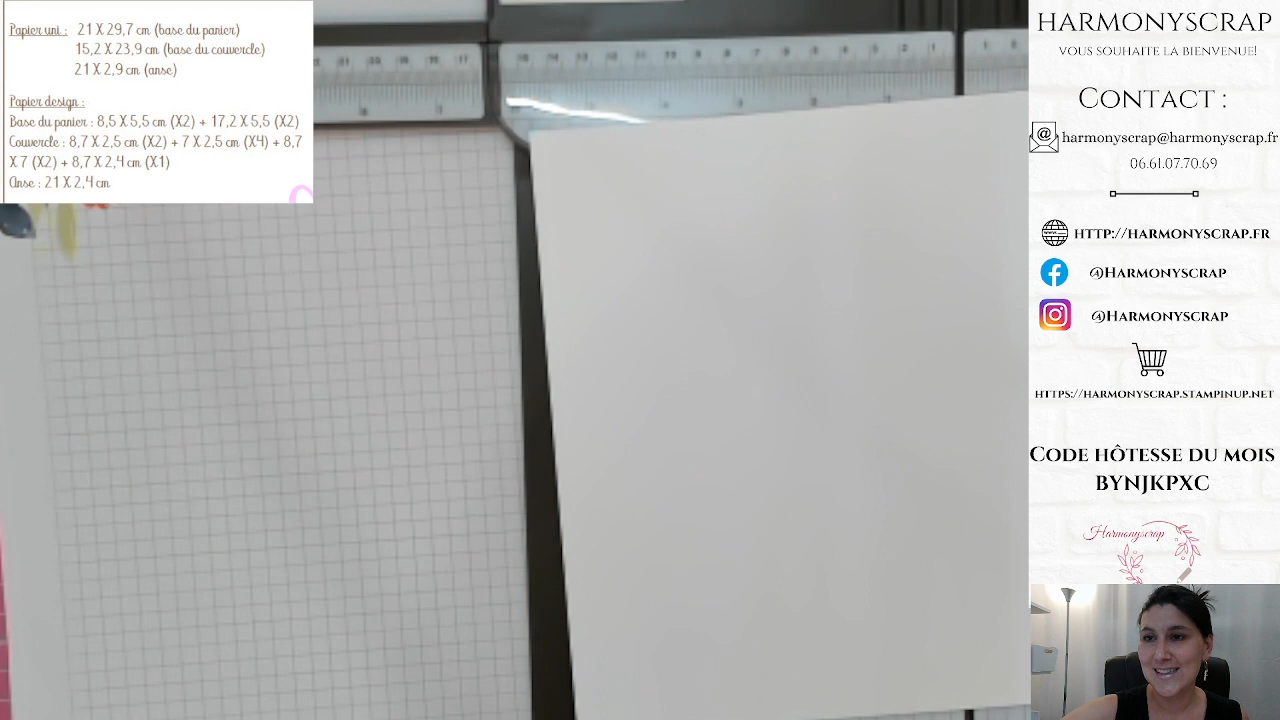 Papier uni : 21 X 29,7 cm (base du panier)
15,2 X 23,9 cm (base du couvercle)
21 X 2,9 cm (anse)
Papier design :
Base du panier : 8,5 X 5,5 cm (X2) + 17,2 X 5,5 (X2)
Couvercle : 8,7 X 2,5 cm (X2) + 7 X 2,5 cm (X4) + 8,7
X 7 (X2) + 8,7 X 2,4 cm (X1)
Anse : 21 X 2,4 cm
HARMONYSCRAP
VOUS SOUHAITE LA BIENVENUE!
CONTACT :
harmonyscrap@harmonyscrap.fr
06.61.07.70.69
HTTP://HARMONYSCRAP.FR
@HARMONYSCRAP
@HARMONYSCRAP
HTTPS://HARMONYSCRAP.STAMPINUP.NET
CODE HÔTESSE DU MOIS
BYNJKPXC
Harmonyscrap